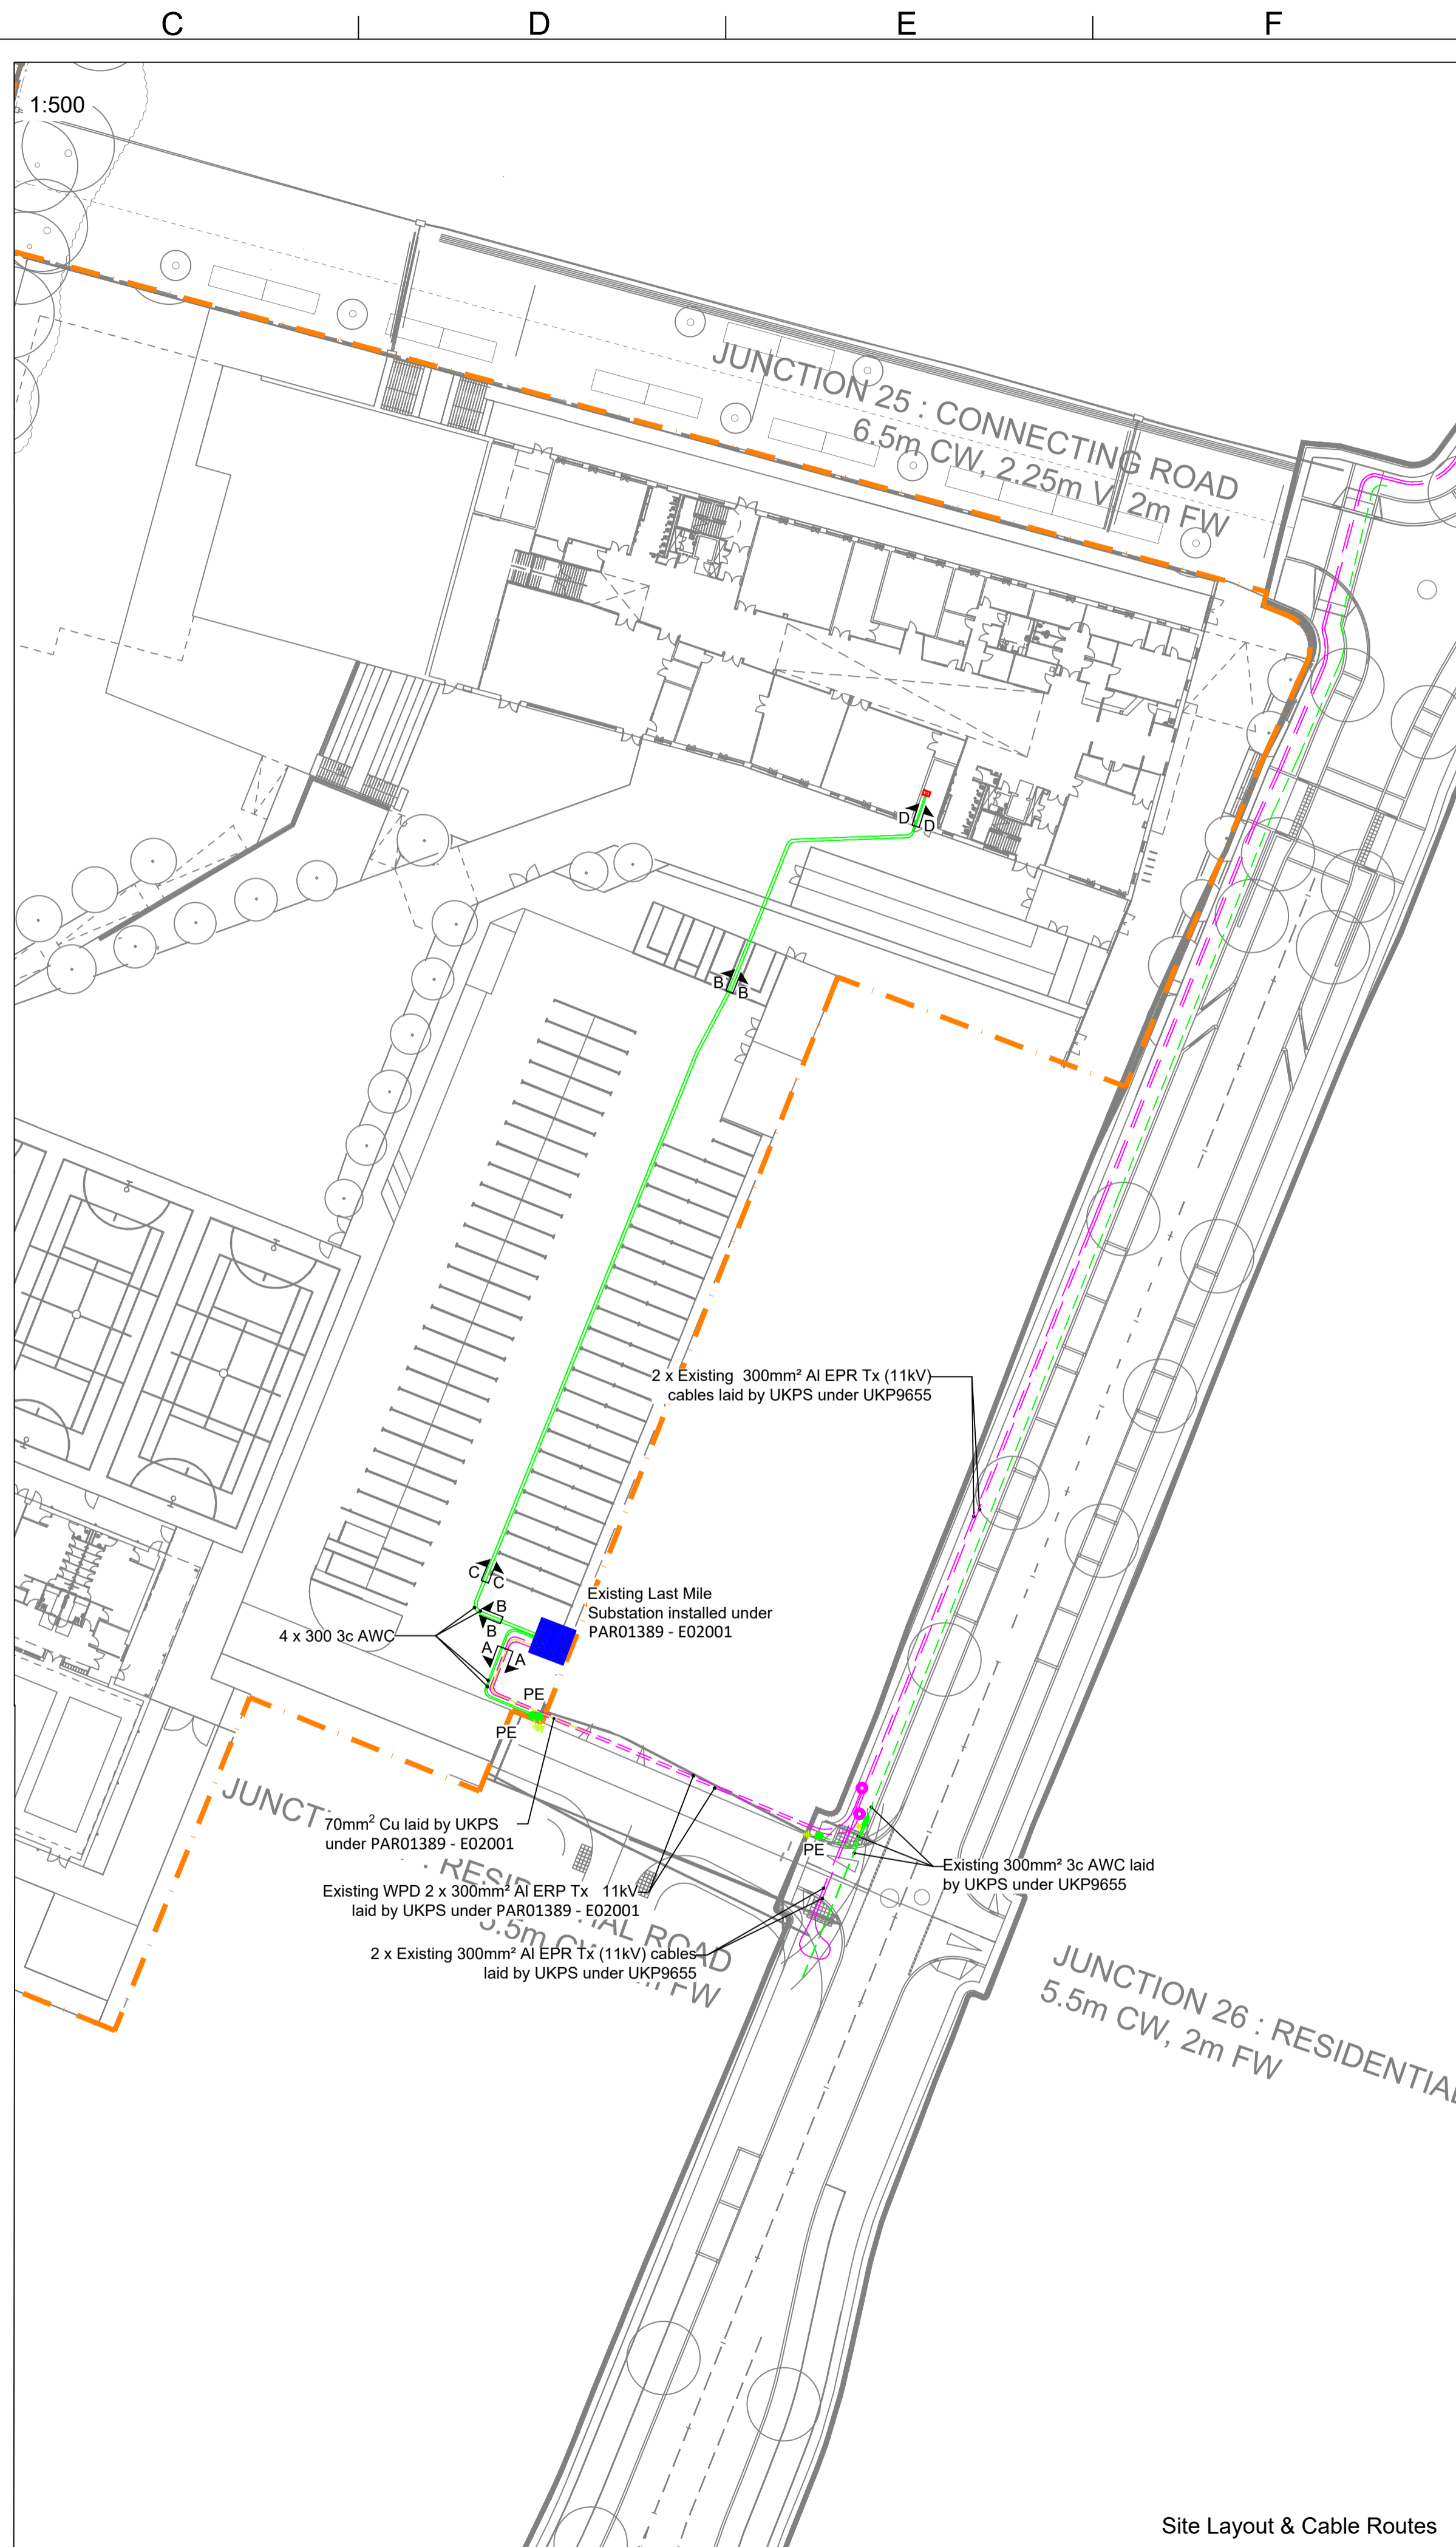 C
D
E
F
1:500
JUNCTION 25 : CONNECTING ROAD
6.5m CW, 2.25m V, 2m FW
D
D
B
B
2 x Existing  300mm² Al EPR Tx (11kV)
cables laid by UKPS under UKP9655
C
C
Existing Last Mile
Substation installed under
PAR01389 - E02001
B
B
4 x 300 3c AWC
A
A
PE
PE
70mm² Cu laid by UKPS
under PAR01389 - E02001
PE
Existing 300mm² 3c AWC laid
by UKPS under UKP9655
Existing WPD 2 x 300mm² Al ERP Tx   11kV
laid by UKPS under PAR01389 - E02001
ROAD
5.5m
FW
2 x Existing 300mm² Al EPR Tx (11kV) cables
laid by UKPS under UKP9655
JUNCTION 26 : RESIDENTIAL
5.5m CW, 2m FW
Site Layout & Cable Routes